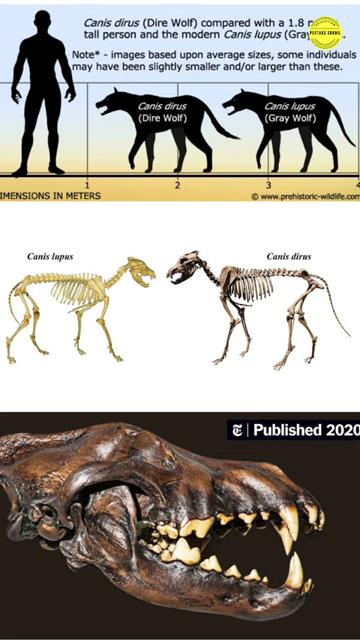 Canis dirus (Dire Wolf) compared with a 1.8 m
tall person and the modern Canis lupus (Gray
PUSTAKA SORONG
Note* - images based upon average sizes, some individuals
may have been slightly smaller and/or larger than these.
Canis dirus
(Dire Wolf)
Canis lupus
(Gray Wolf)
1 2 3 4
IMENSIONS IN METERS
© www.prehistoric-wildlife.com
Canis lupus
Canis dirus
T | Published 2020